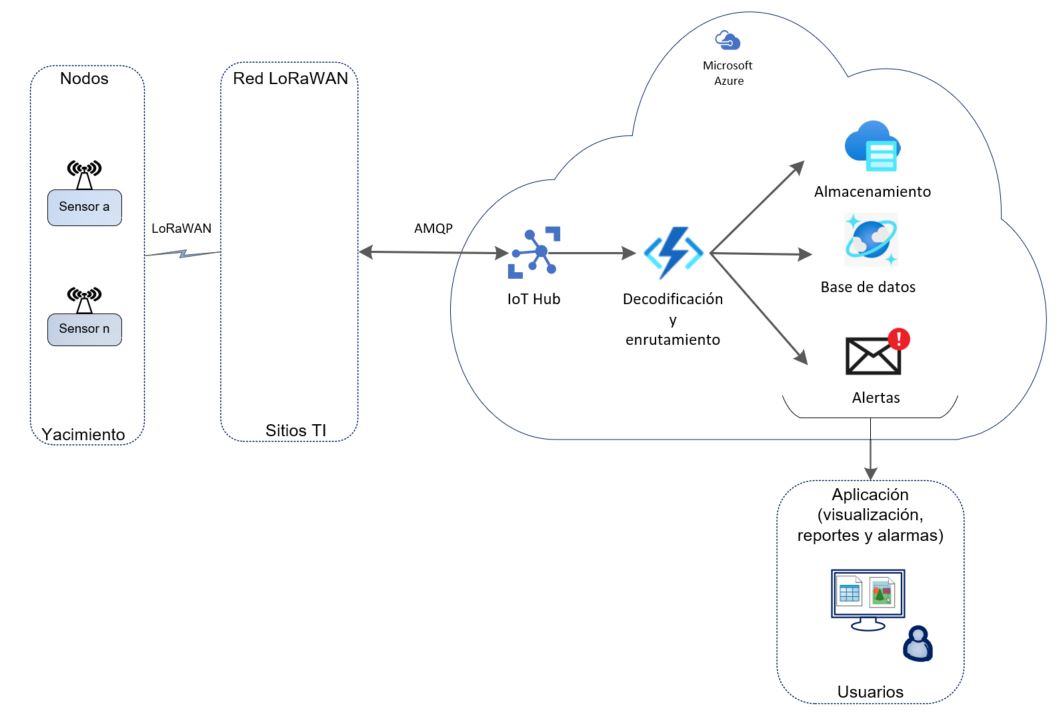 Nodos
Sensor a
Sensor n
Yacimiento
LoRaWAN
Red LoRaWAN
Sitios TI
AMQP
Microsoft
Azure
IoT Hub
Decodificación
y
enrutamiento
Almacenamiento
Base de datos
!
Alertas
Aplicación
(visualización,
reportes y alarmas)
Usuarios